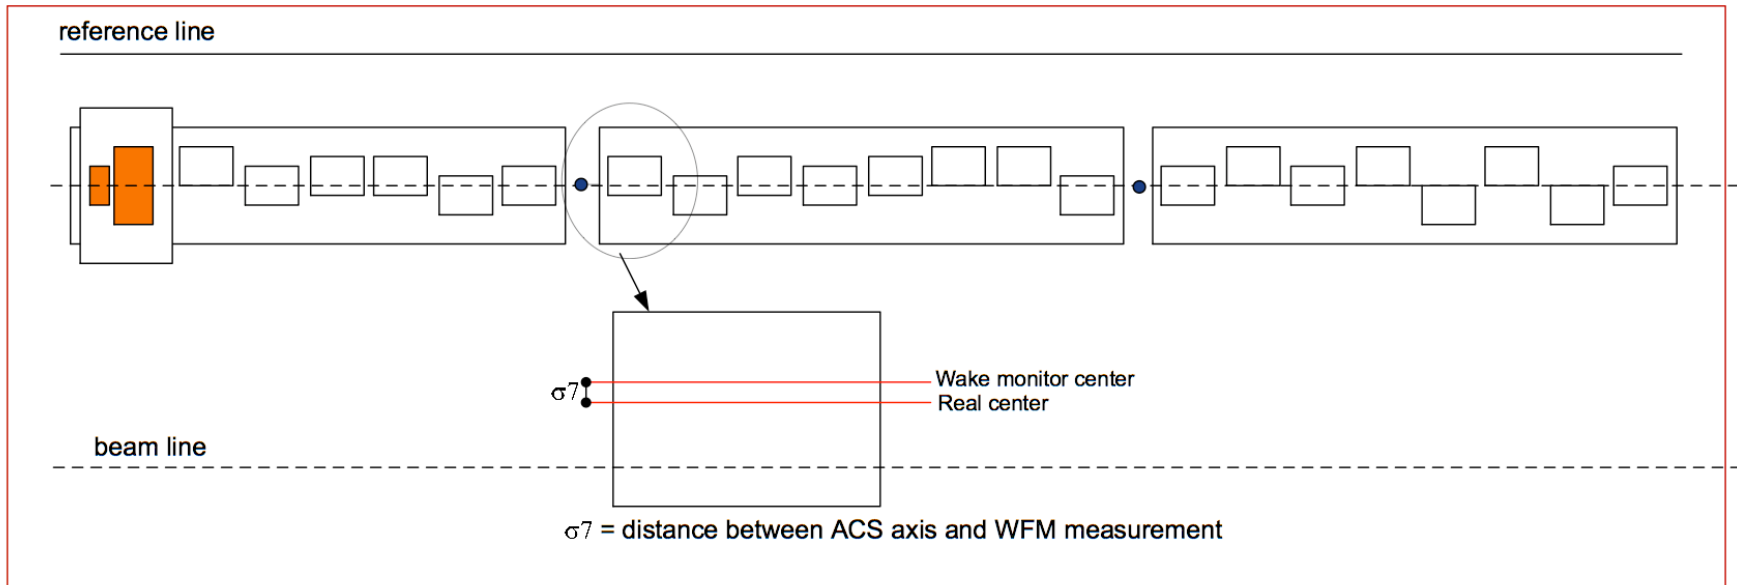 reference line
σ7
Wake monitor center
Real center
beam line
σ7 = distance between ACS axis and WFM measurement